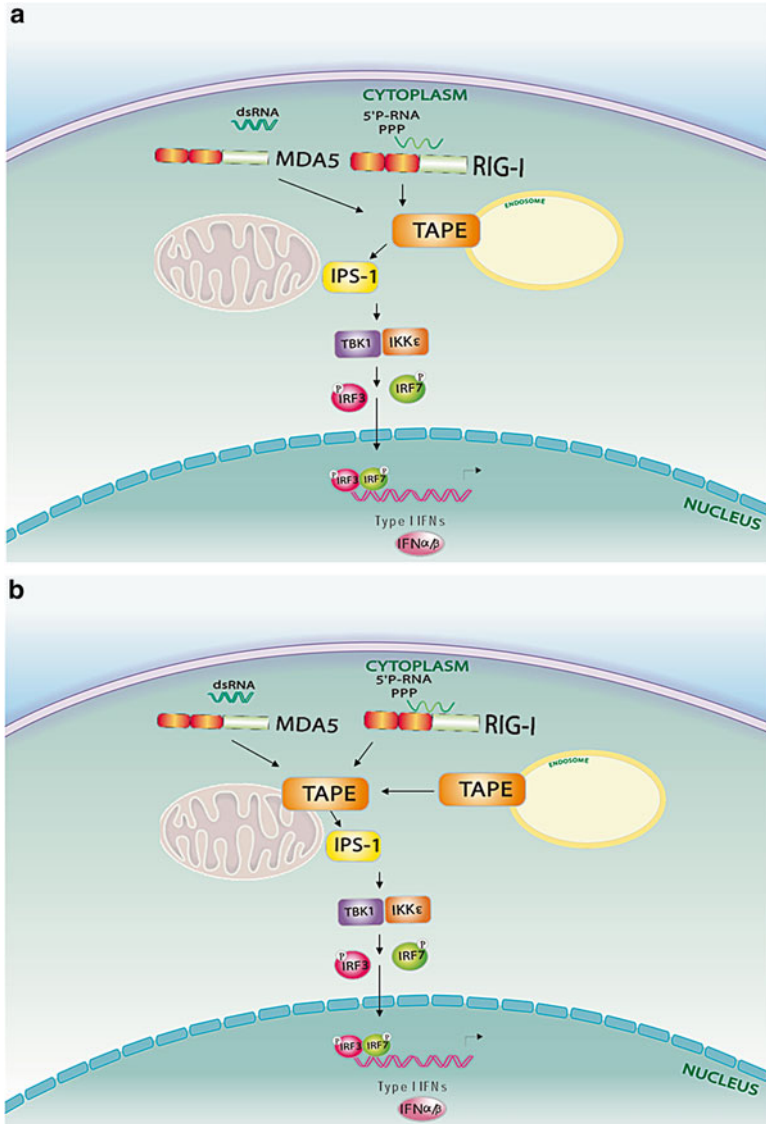 a
CYTOPLASM
dsRNA
5'P-RNA
PPP
MDA5
RIG-I
ENDOSOME
TAPE
IPS-1
TBK1
IKKε
P
IRF3
P
IRF7
P
IRF3
P
IRF7
NUCLEUS
Type I IFNs
IFNα/β
b
CYTOPLASM
dsRNA
5'P-RNA
PPP
MDA5
RIG-I
ENDOSOME
TAPE
TAPE
IPS-1
TBK1
IKKε
P
IRF3
P
IRF7
P
IRF3
P
IRF7
NUCLEUS
Type I IFNs
IFNα/β